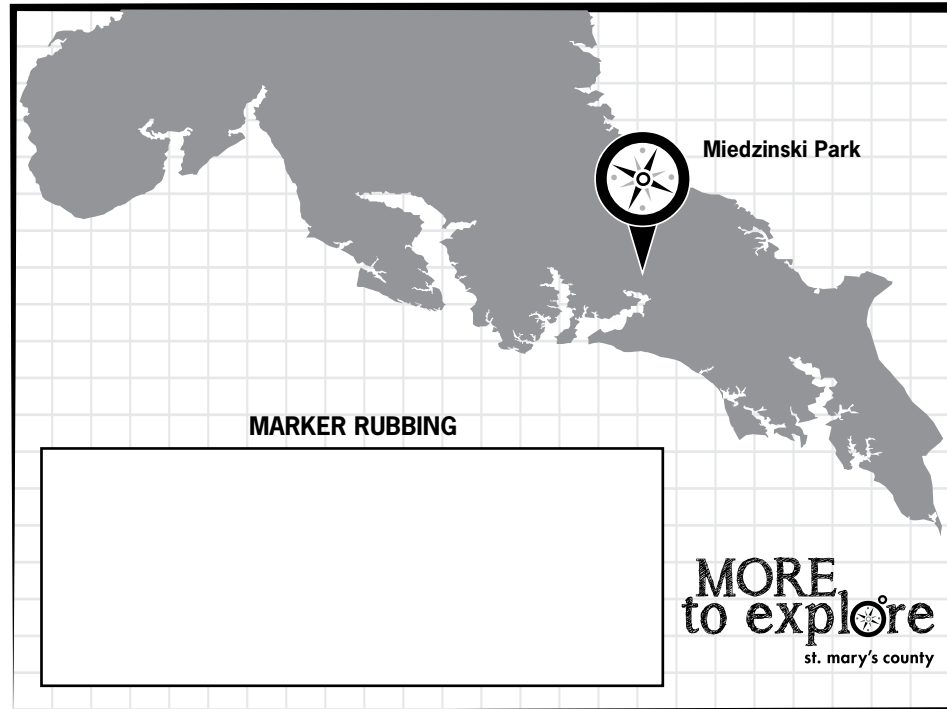 Miedzinski Park
MARKER RUBBING
MORE
to explore
st. mary's county